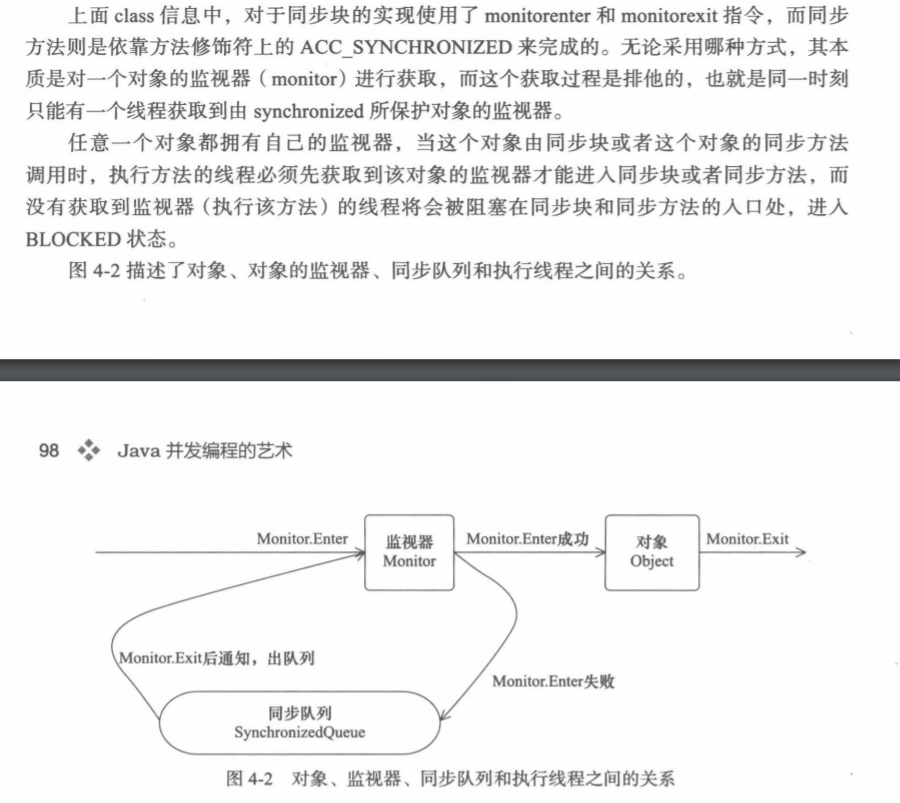 上面 class 信息中，对于同步块的实现使用了 monitorenter 和 monitorexit 指令，而同步
方法则是依靠方法修饰符上的 ACC_SYNCHRONIZED 来完成的。无论采用哪种方式，其本
质是对一个对象的监视器（monitor）进行获取，而这个获取过程是排他的，也就是同一时刻
只能有一个线程获取到由 synchronized 所保护对象的监视器。
任意一个对象都拥有自己的监视器，当这个对象由同步块或者这个对象的同步方法
调用时，执行方法的线程必须先获取到该对象的监视器才能进入同步块或者同步方法，而
没有获取到监视器（执行该方法）的线程将会被阻塞在同步块和同步方法的入口处，进入
BLOCKED 状态。
图 4-2 描述了对象、对象的监视器、同步队列和执行线程之间的关系。
98 Java 并发编程的艺术
Monitor.Enter
监视器
Monitor
Monitor.Enter成功
对象
Object
Monitor.Exit
Monitor.Exit后通知，出队列
Monitor.Enter失败
同步队列
SynchronizedQueue
图 4-2 对象、监视器、同步队列和执行线程之间的关系